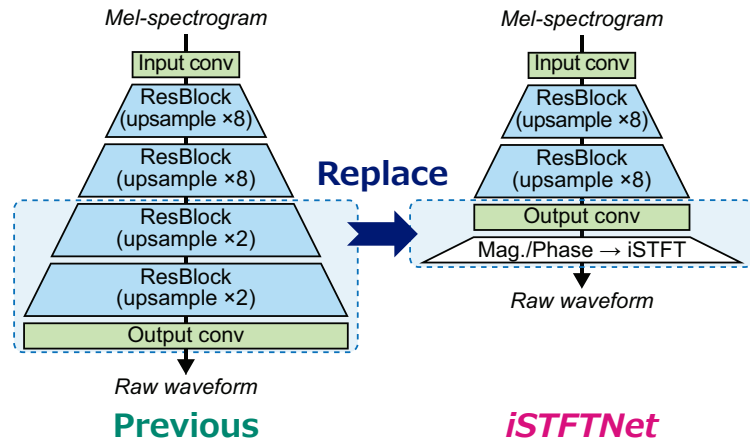 Mel-spectrogram
Input conv
ResBlock
(upsample ×8)
ResBlock
(upsample ×8)
ResBlock
(upsample ×2)
ResBlock
(upsample ×2)
Output conv
Raw waveform
Previous
Replace
Mel-spectrogram
Input conv
ResBlock
(upsample ×8)
ResBlock
(upsample ×8)
Output conv
Mag./Phase → iSTFT
Raw waveform
iSTFTNet